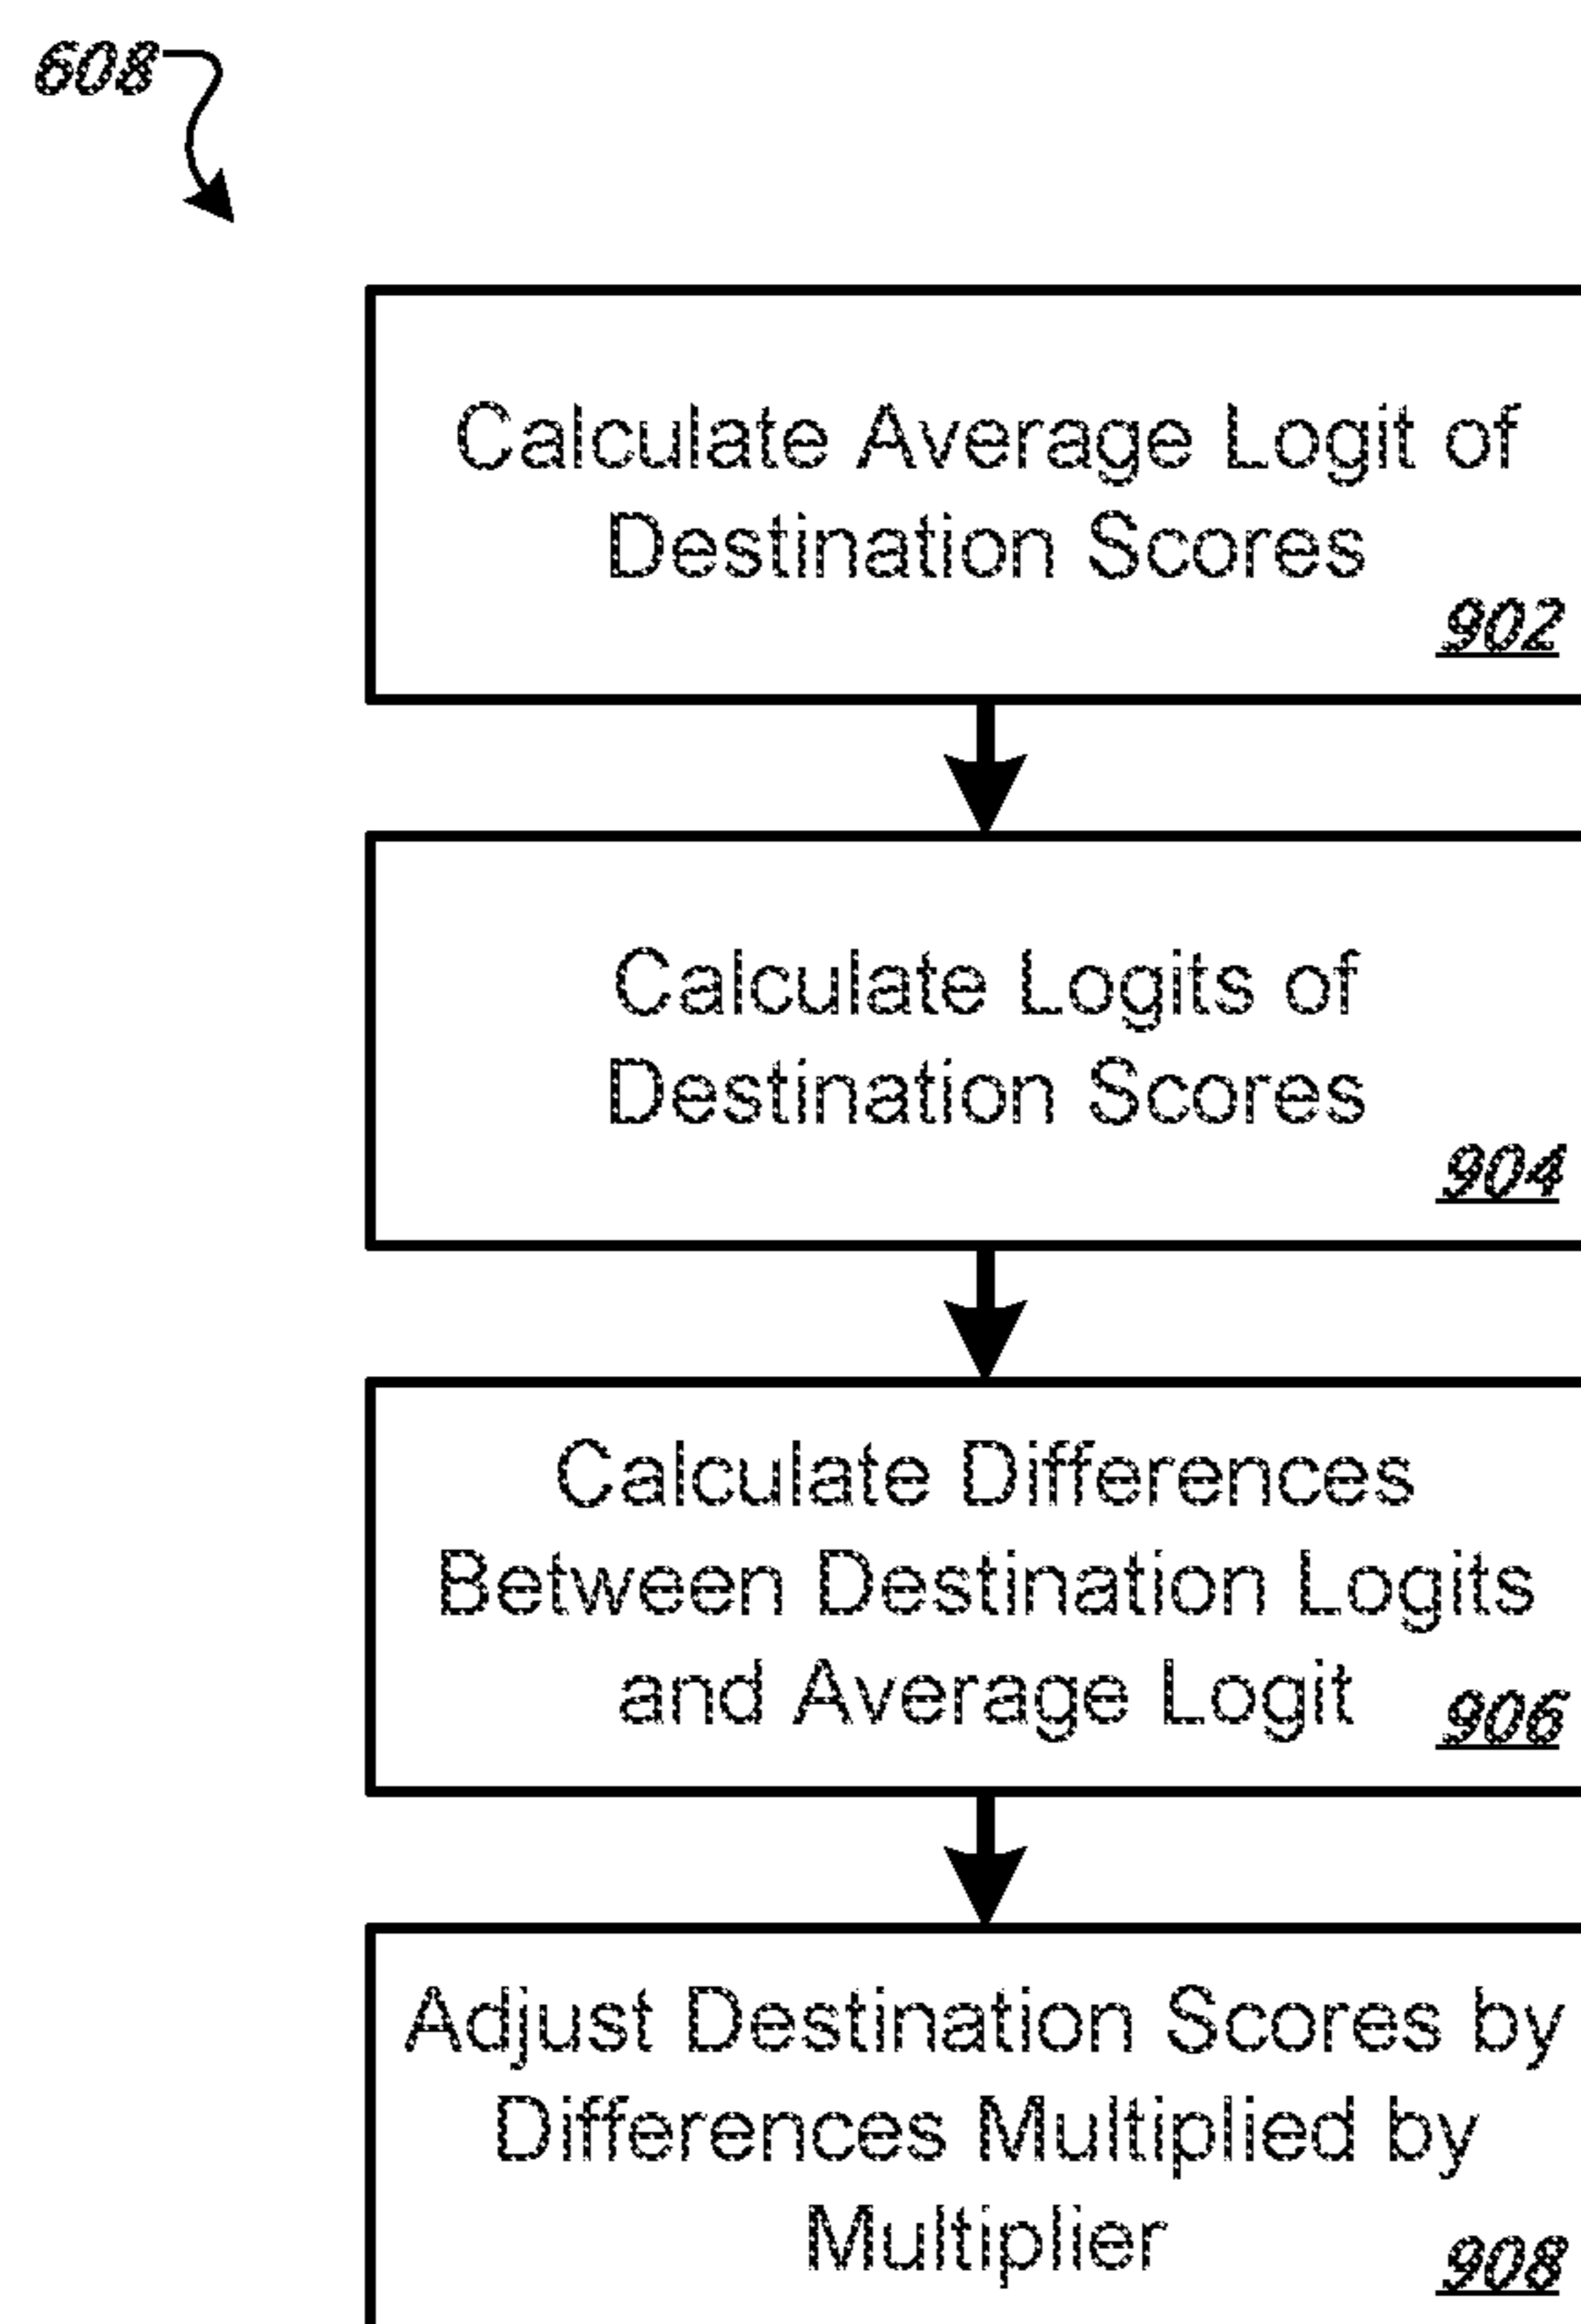 608
Calculate Average Logit of
Destination Scores
902
Calculate Logits of
Destination Scores
904
Calculate Differences
Between Destination Logits
and Average Logit 906
Adjust Destination Scores by
Differences Multiplied by
Multiplier 908